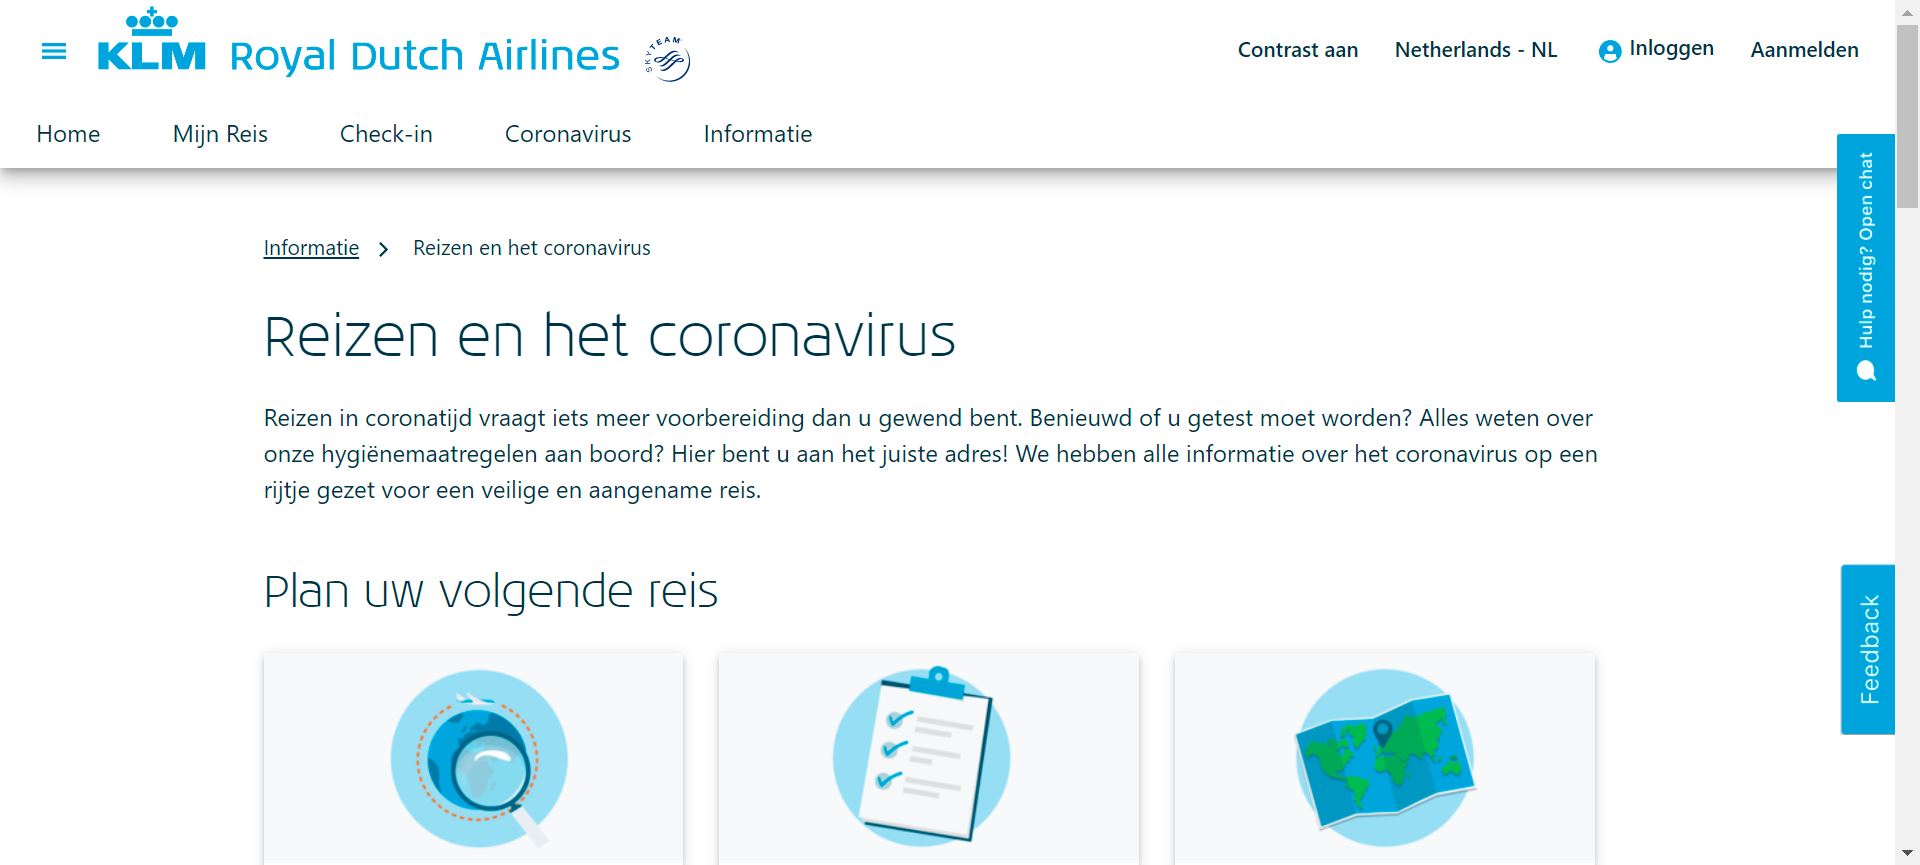 KLM Royal Dutch Airlines
SKYTEAM
Contrast aan
Netherlands - NL
Inloggen
Aanmelden
Home
Mijn Reis
Check-in
Coronavirus
Informatie
Hulp nodig? Open chat
Informatie
Reizen en het coronavirus
Reizen en het coronavirus
Reizen in coronatijd vraagt iets meer voorbereiding dan u gewend bent. Benieuwd of u getest moet worden? Alles weten over
onze hygiënemaatregelen aan boord? Hier bent u aan het juiste adres! We hebben alle informatie over het coronavirus op een
rijtje gezet voor een veilige en aangename reis.
Plan uw volgende reis
Feedback